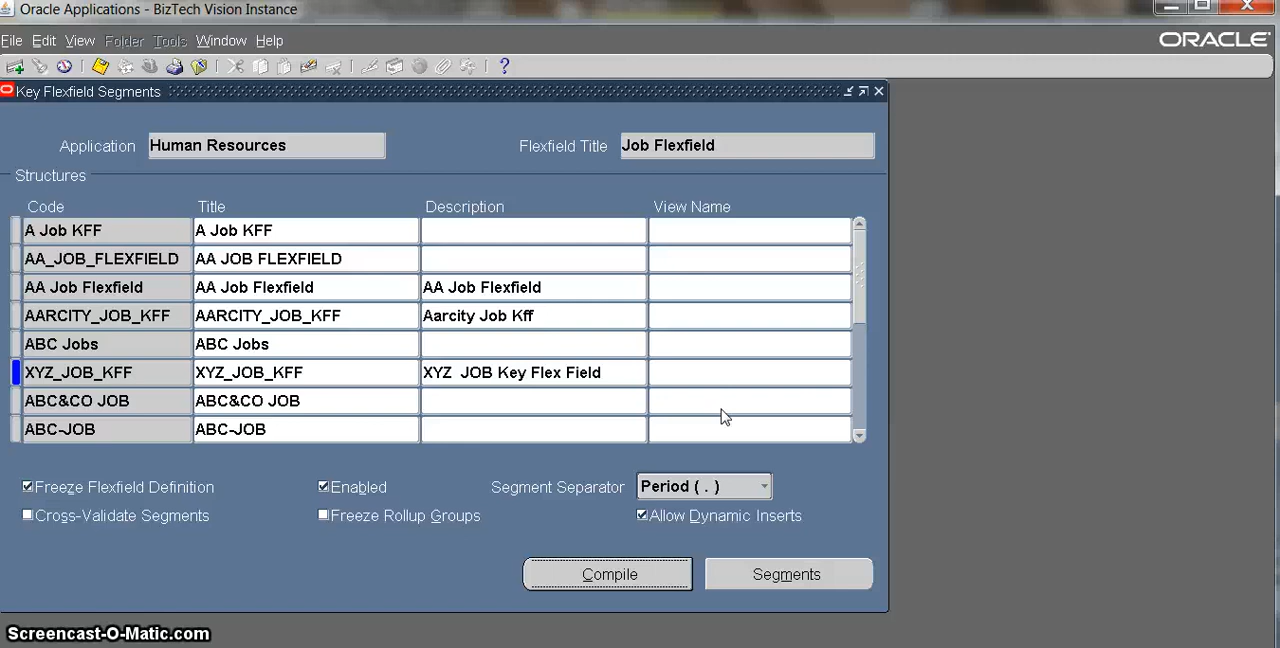 Oracle Applications - BizTech Vision Instance
File Edit View Folder Tools Window Help
ORACLE
Key Flexfield Segments
Application Human Resources Flexfield Title Job Flexfield
Structures
Code Title Description View Name
A Job KFF A Job KFF
AA_JOB_FLEXFIELD AA JOB FLEXFIELD
AA Job Flexfield AA Job Flexfield AA Job Flexfield
AARCITY_JOB_KFF AARCITY_JOB_KFF Aarcity Job Kff
ABC Jobs ABC Jobs
XYZ_JOB_KFF XYZ_JOB_KFF XYZ JOB Key Flex Field
ABC&CO JOB ABC&CO JOB
ABC-JOB ABC-JOB
Freeze Flexfield Definition Enabled Segment Separator Period ( . )
Cross-Validate Segments Freeze Rollup Groups Allow Dynamic Inserts
Compile Segments
Screencast-O-Matic.com